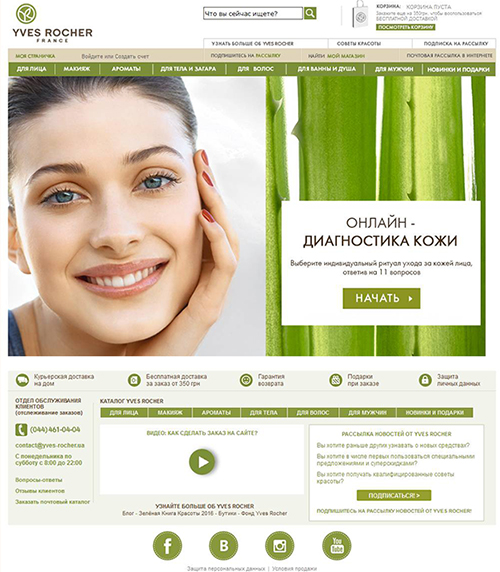 YVES ROCHER
FRANCE
Что вы сейчас ищете?
КОРЗИНА: КОРЗИНА ПУСТА
Закажите еще на 350грн. чтобы воспользоваться
БЕСПЛАТНОЙ ДОСТАВКОЙ
ПОСМОТРЕТЬ КОРЗИНУ
УЗНАТЬ БОЛЬШЕ ОБ YVES ROCHER
СОВЕТЫ КРАСОТЫ
ПОДПИСКА НА РАССЫЛКУ
МОЯ СТРАНИЧКА
Войдите или Создать счет
ПОДПИШИТЕСЬ НА РАССЫЛКУ
НАЙТИ МОЙ МАГАЗИН
ПОЧТОВАЯ РАССЫЛКА В ИНТЕРНЕТЕ
ДЛЯ ЛИЦА
МАКИЯЖ
АРОМАТЫ
ДЛЯ ТЕЛА И ЗАГАРА
ДЛЯ ВОЛОС
ДЛЯ ВАННЫ И ДУША
ДЛЯ МУЖЧИН
НОВИНКИ И ПОДАРКИ
ОНЛАЙН -
ДИАГНОСТИКА КОЖИ
Выберите индивидуальный ритуал ухода за кожей лица,
ответив на 11 вопросов
НАЧАТЬ
Курьерская доставка
на дом
Бесплатная доставка
за заказ от 350 грн
Гарантия
возврата
Подарки
при заказе
Защита
личных данных
ОТДЕЛ ОБСЛУЖИВАНИЯ
КЛИЕНТОВ
(отслеживание заказов)
(044) 461-04-04
contact@yves-rocher.ua
С понедельника по
субботу с 8:00 до 22:00
Вопросы-ответы
Отзывы клиентов
Заказать почтовый каталог
КАТАЛОГ YVES ROCHER
ДЛЯ ЛИЦА
МАКИЯЖ
АРОМАТЫ
ДЛЯ ТЕЛА
ДЛЯ ВОЛОС
ДЛЯ МУЖЧИН
НОВИНКИ И ПОДАРКИ
ВИДЕО: КАК СДЕЛАТЬ ЗАКАЗ НА САЙТЕ?
УЗНАЙТЕ БОЛЬШЕ ОБ YVES ROCHER
Блог - Зелёная Книга Красоты 2016 - Бутики - Фонд Yves Rocher
РАССЫЛКА НОВОСТЕЙ ОТ YVES ROCHER
Вы хотите раньше других узнавать о новых средствах?
Вы хотите в числе первых пользоваться специальными
предложениями и суперскидками?
Вы хотите получать квалифицированные советы
красоты?
ПОДПИСАТЬСЯ! >
ПОДПИШИТЕСЬ НА РАССЫЛКУ НОВОСТЕЙ ОТ YVES ROCHER
f
B
You
Tube
Защита персональных данных | Условия продажи